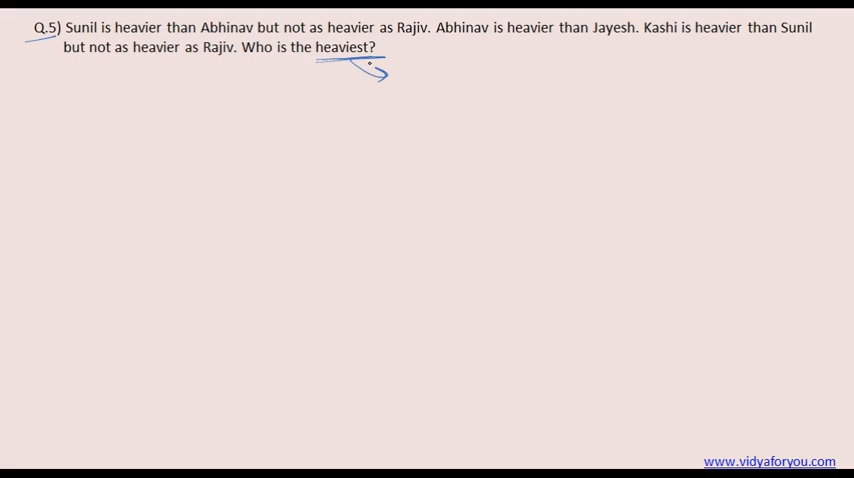 Q.5) Sunil is heavier than Abhinav but not as heavier as Rajiv. Abhinav is heavier than Jayesh. Kashi is heavier than Sunil
but not as heavier as Rajiv. Who is the heaviest?
www.vidyaforyou.com